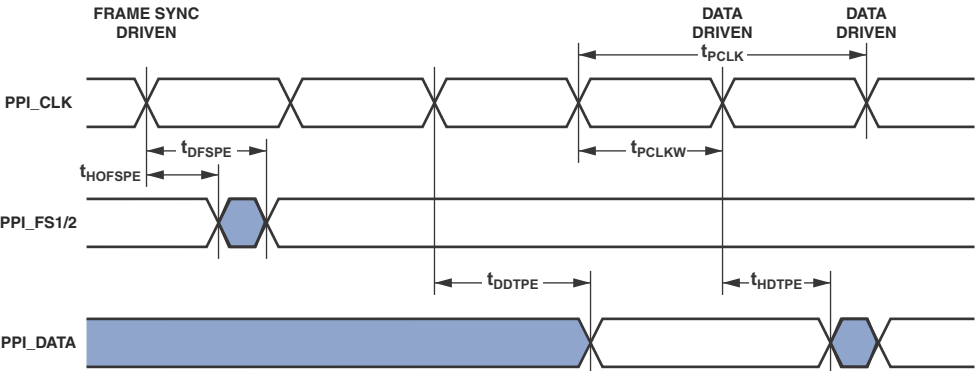 FRAME SYNC
DRIVEN
DATA
DRIVEN
DATA
DRIVEN
tPCLK
PPI_CLK
tDFSPE
tPCLKW
tHOFSPE
PPI_FS1/2
tDDTPE
tHDTPE
PPI_DATA